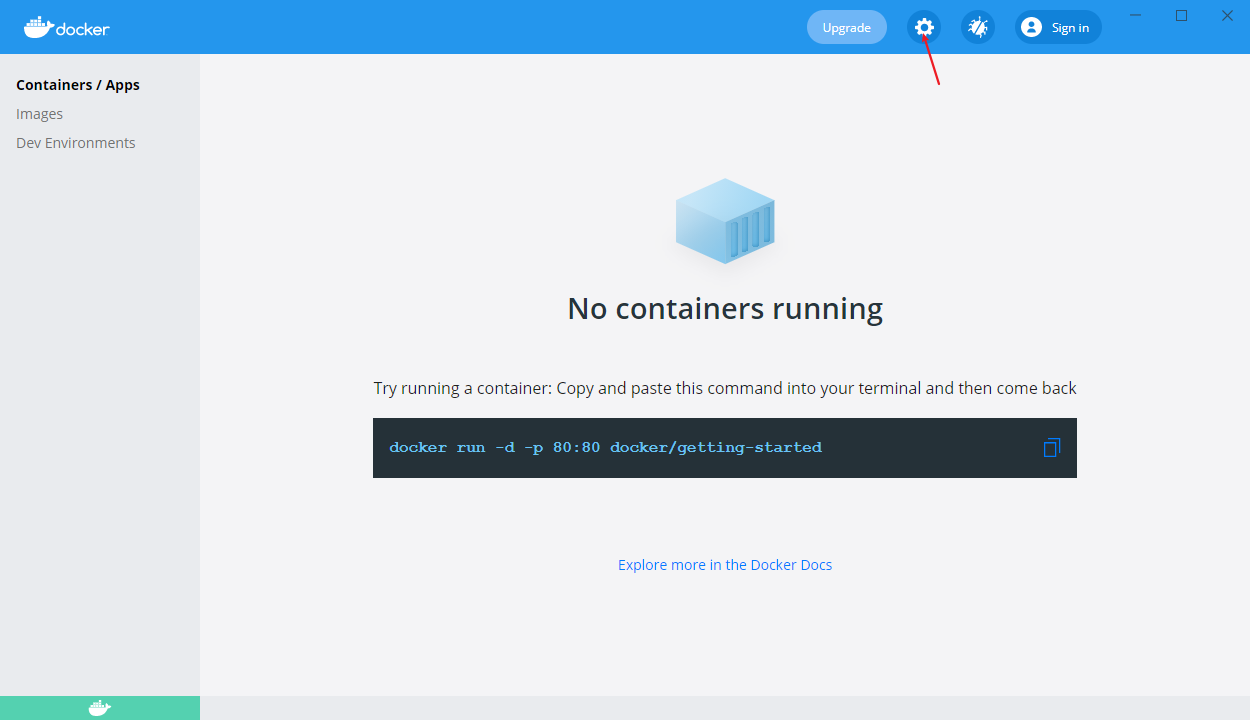 docker
Upgrade
Sign in
Containers / Apps
Images
Dev Environments
No containers running
Try running a container: Copy and paste this command into your terminal and then come back
docker run -d -p 80:80 docker/getting-started
Explore more in the Docker Docs